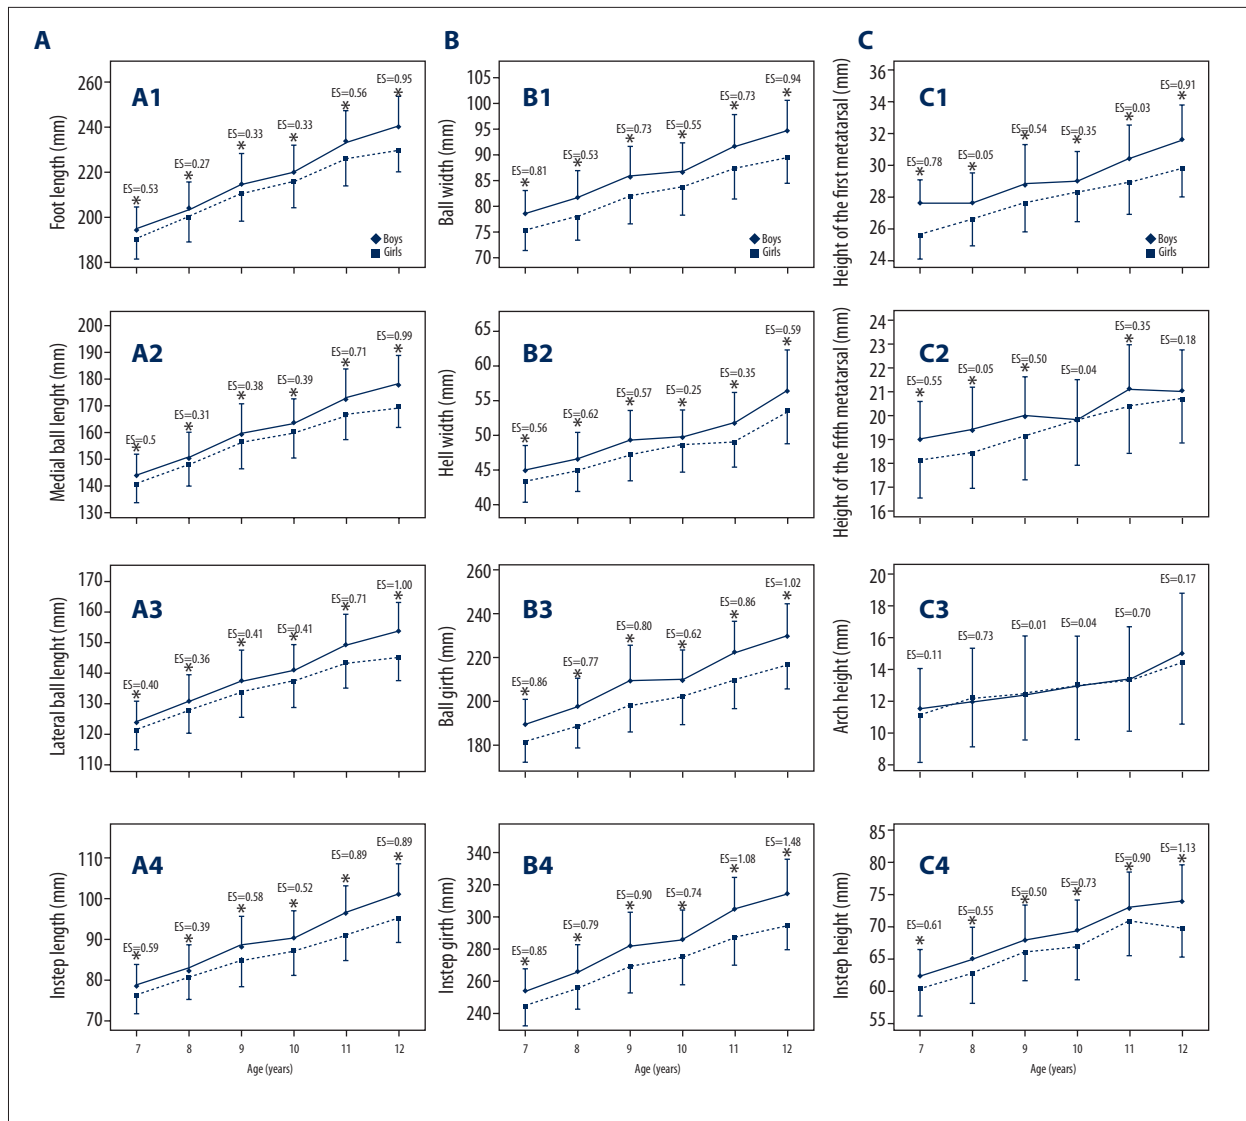 A
B
C
A1
Foot length (mm)
260
240
220
200
180
ES=0.53
*
ES=0.27
*
ES=0.33
*
ES=0.33
*
ES=0.56
*
ES=0.95
*
Boys
Girls
B1
Ball width (mm)
105
100
95
90
85
80
75
70
ES=0.81
*
ES=0.53
*
ES=0.73
*
ES=0.55
*
ES=0.73
*
ES=0.94
*
Boys
Girls
C1
Height of the first metatarsal (mm)
36
34
32
30
28
26
24
ES=0.78
*
ES=0.05
*
ES=0.54
*
ES=0.35
*
ES=0.03
*
ES=0.91
*
Boys
Girls
A2
Medial ball lenght (mm)
200
190
180
170
160
150
140
130
ES=0.5
*
ES=0.31
*
ES=0.38
*
ES=0.39
*
ES=0.71
*
ES=0.99
*
B2
Hell width (mm)
65
60
55
50
45
40
ES=0.56
*
ES=0.62
*
ES=0.57
*
ES=0.25
*
ES=0.35
*
ES=0.59
*
C2
Height of the fifth metatarsal (mm)
24
23
22
21
20
19
18
17
16
ES=0.55
*
ES=0.05
*
ES=0.50
*
ES=0.04
ES=0.35
*
ES=0.18
A3
Lateral ball lenght (mm)
170
160
150
140
130
120
110
ES=0.40
*
ES=0.36
*
ES=0.41
*
ES=0.41
*
ES=0.71
*
ES=1.00
*
B3
Ball girth (mm)
260
240
220
200
180
ES=0.86
*
ES=0.77
*
ES=0.80
*
ES=0.62
*
ES=0.86
*
ES=1.02
*
C3
Arch height (mm)
20
18
16
14
12
10
8
ES=0.11
ES=0.73
ES=0.01
ES=0.04
ES=0.70
ES=0.17
A4
Instep length (mm)
110
100
90
80
70
ES=0.59
*
ES=0.39
*
ES=0.58
*
ES=0.52
*
ES=0.89
*
ES=0.89
*
7 8 9 10 11 12
Age (years)
B4
Instep girth (mm)
340
320
300
280
260
240
ES=0.85
*
ES=0.79
*
ES=0.90
*
ES=0.74
*
ES=1.08
*
ES=1.48
*
7 8 9 10 11 12
Age (years)
C4
Instep height (mm)
85
80
75
70
65
60
55
ES=0.61
*
ES=0.55
*
ES=0.50
*
ES=0.73
*
ES=0.90
*
ES=1.13
*
7 8 9 10 11 12
Age (years)